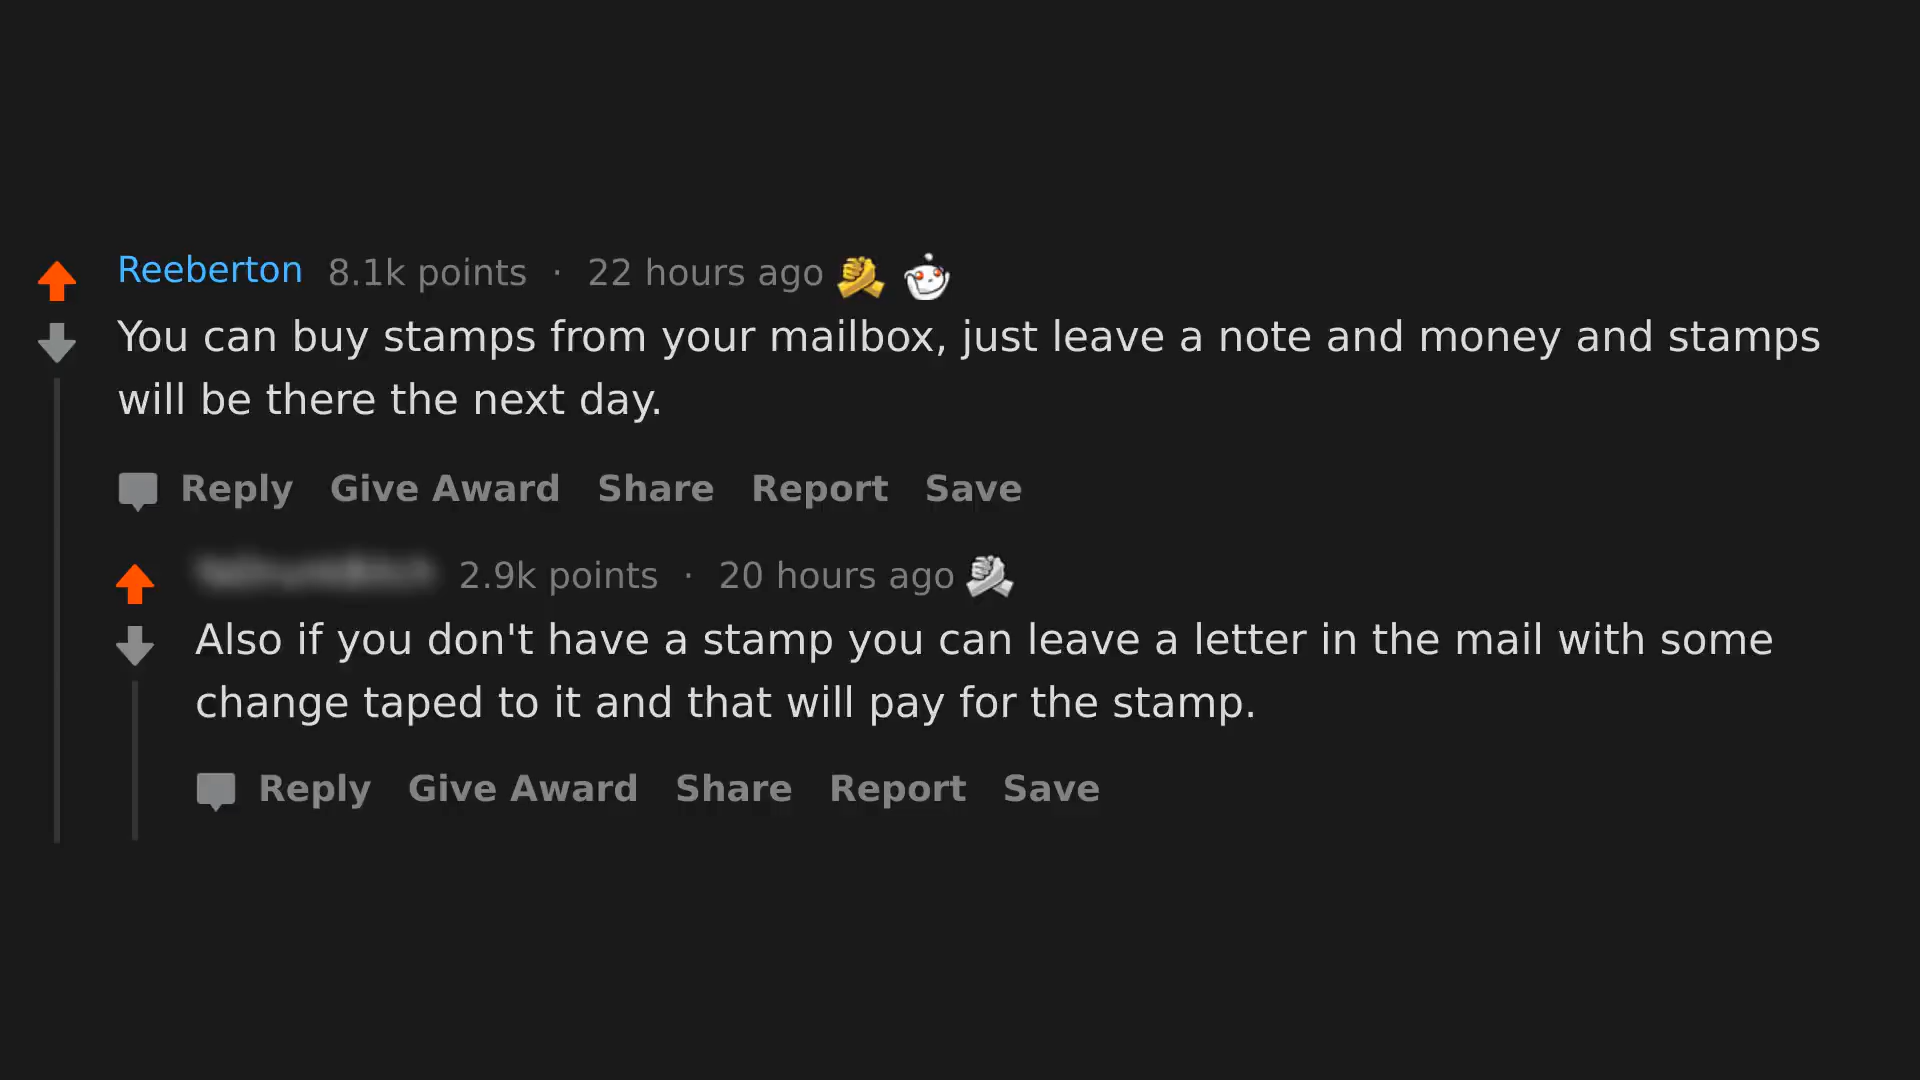 Reeberton 8.1k points · 22 hours ago
You can buy stamps from your mailbox, just leave a note and money and stamps
will be there the next day.
Reply Give Award Share Report Save
2.9k points · 20 hours ago
Also if you don't have a stamp you can leave a letter in the mail with some
change taped to it and that will pay for the stamp.
Reply Give Award Share Report Save